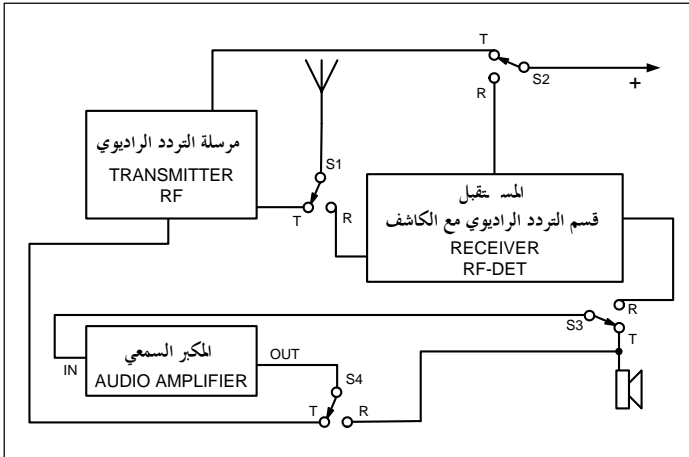 T
S2
+
R
مرسلة التردد الراديوي
TRANSMITTER
RF
S1
T
R
المستقبل
قسم التردد الراديوي مع الكاشف
RECEIVER
RF-DET
R
S3
T
المكبر السمعي
AUDIO AMPLIFIER
IN
OUT
S4
T
R